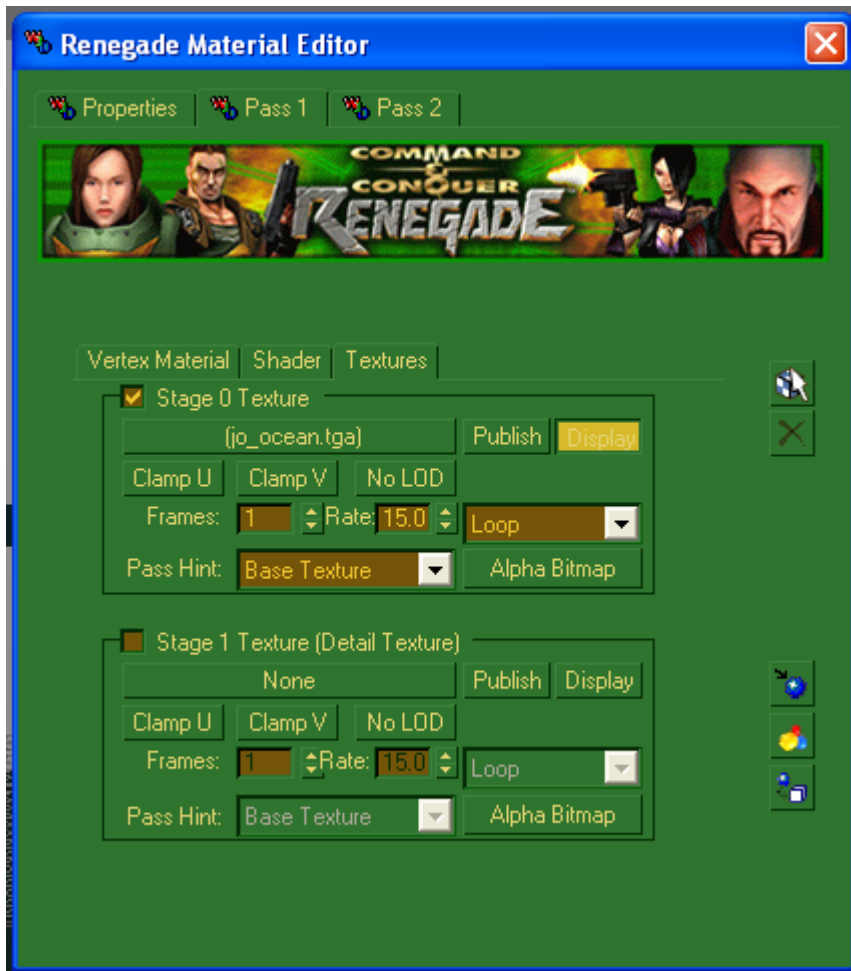 Renegade Material Editor
Properties Pass 1 Pass 2
COMMAND
&
CONQUER
RENEGADE
Vertex Material Shader Textures
Stage 0 Texture
(jo_ocean.tga) Publish Display
Clamp U Clamp V No LOD
Frames: 1 Rate: 15.0 Loop
Pass Hint: Base Texture Alpha Bitmap
Stage 1 Texture (Detail Texture)
None Publish Display
Clamp U Clamp V No LOD
Frames: 1 Rate: 15.0 Loop
Pass Hint: Base Texture Alpha Bitmap